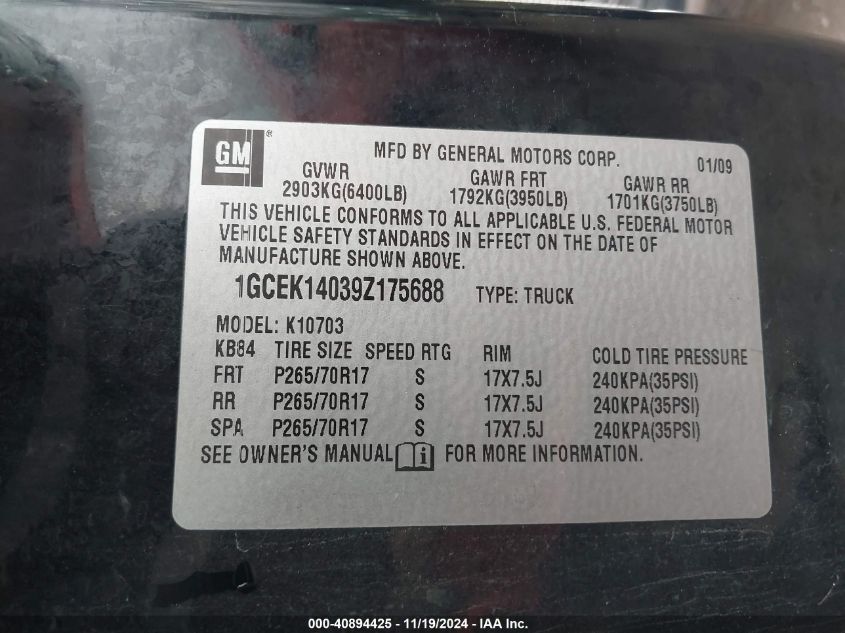 GM ®
MFD BY GENERAL MOTORS CORP. 01/09
GVWR GAWR FRT GAWR RR
2903KG(6400LB) 1792KG(3950LB) 1701KG(3750LB)
THIS VEHICLE CONFORMS TO ALL APPLICABLE U.S. FEDERAL MOTOR
VEHICLE SAFETY STANDARDS IN EFFECT ON THE DATE OF
MANUFACTURE SHOWN ABOVE.
1GCEK14039Z175688 TYPE: TRUCK
MODEL: K10703
KB84 TIRE SIZE SPEED RTG RIM COLD TIRE PRESSURE
FRT P265/70R17 S 17X7.5J 240KPA(35PSI)
RR P265/70R17 S 17X7.5J 240KPA(35PSI)
SPA P265/70R17 S 17X7.5J 240KPA(35PSI)
SEE OWNER'S MANUAL i FOR MORE INFORMATION.
000-40894425 - 11/19/2024 - IAA Inc.